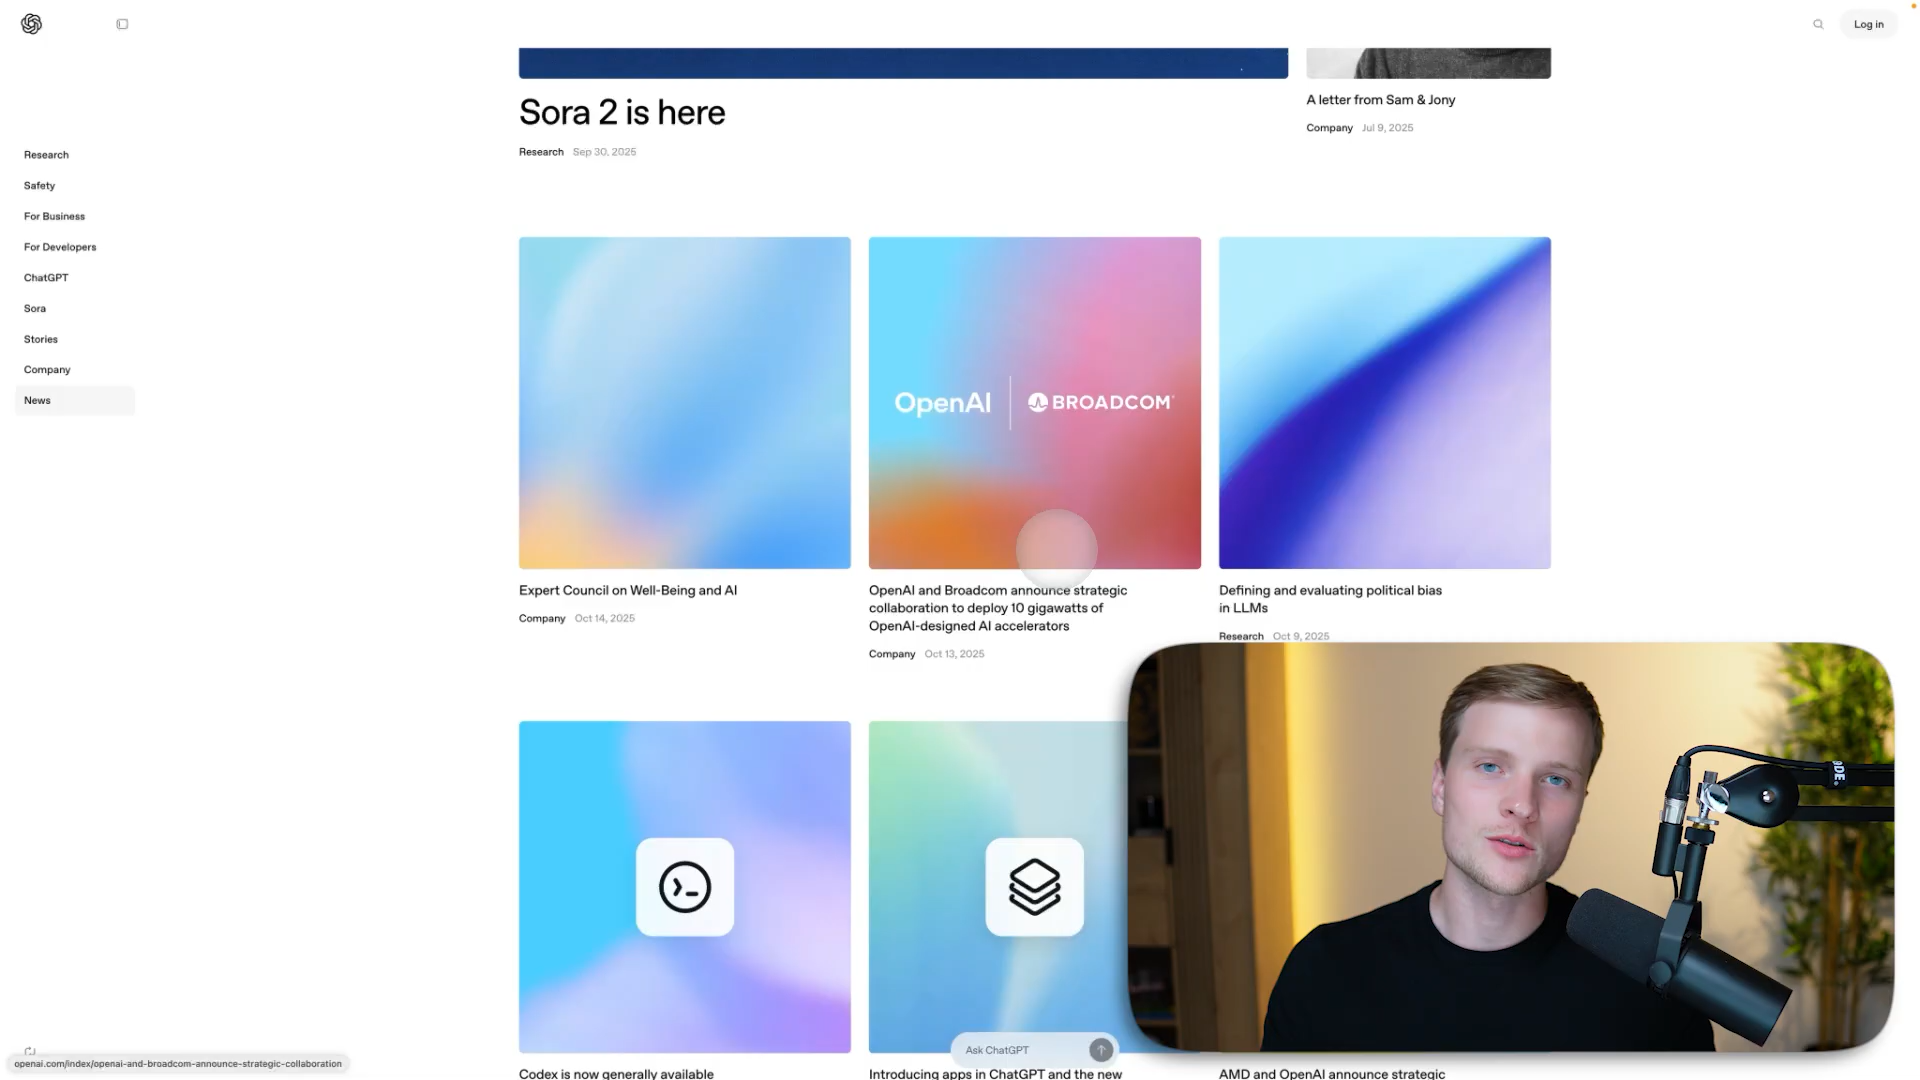 Log in
Sora 2 is here
Research Sep 30, 2025
A letter from Sam & Jony
Company Jul 9, 2025
Research
Safety
For Business
For Developers
ChatGPT
Sora
Stories
Company
News
OpenAI
BROADCOM
Expert Council on Well-Being and AI
Company Oct 14, 2025
OpenAI and Broadcom announce strategic
collaboration to deploy 10 gigawatts of
OpenAI-designed AI accelerators
Company Oct 13, 2025
Defining and evaluating political bias
in LLMs
Research Oct 9, 2025
Ask ChatGPT
openai.com/index/openai-and-broadcom-announce-strategic-collaboration
Codex is now generally available
Introducing apps in ChatGPT and the new
AMD and OpenAI announce strategic